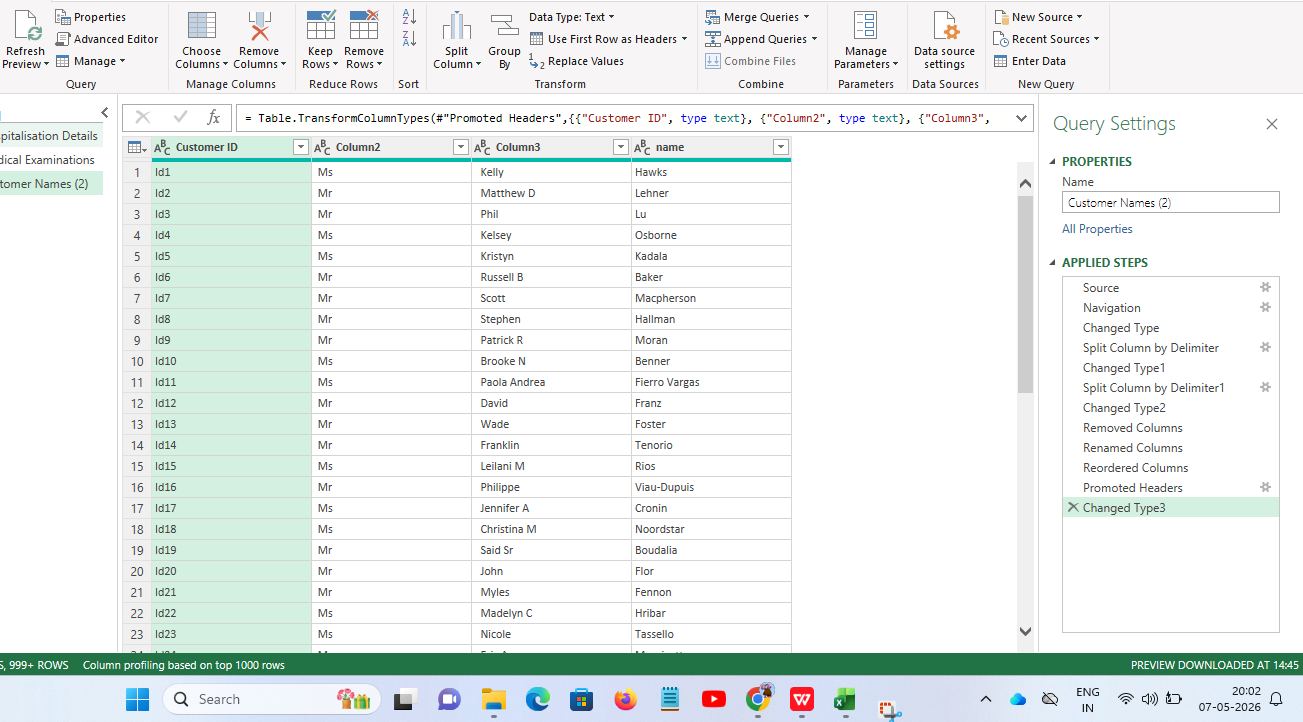 Refresh Preview
Properties
Advanced Editor
Manage
Query
Choose Columns
Remove Columns
Manage Columns
Keep Rows
Remove Rows
Reduce Rows
Sort
Split Column
Group By
Data Type: Text
Use First Row as Headers
Replace Values
Transform
Merge Queries
Append Queries
Combine Files
Combine
Manage Parameters
Parameters
Data source settings
Data Sources
New Source
Recent Sources
Enter Data
New Query
pitalisation Details
dical Examinations
tomer Names (2)
fx
= Table.TransformColumnTypes(#"Promoted Headers",{{"Customer ID", type text}, {"Column2", type text}, {"Column3",
ABC Customer ID ABC Column2 ABC Column3 ABC name
1 Id1 Ms Kelly Hawks
2 Id2 Mr Matthew D Lehner
3 Id3 Mr Phil Lu
4 Id4 Ms Kelsey Osborne
5 Id5 Ms Kristyn Kadala
6 Id6 Mr Russell B Baker
7 Id7 Mr Scott Macpherson
8 Id8 Mr Stephen Hallman
9 Id9 Mr Patrick R Moran
10 Id10 Ms Brooke N Benner
11 Id11 Ms Paola Andrea Fierro Vargas
12 Id12 Mr David Franz
13 Id13 Mr Wade Foster
14 Id14 Mr Franklin Tenorio
15 Id15 Ms Leilani M Rios
16 Id16 Mr Philippe Viau-Dupuis
17 Id17 Ms Jennifer A Cronin
18 Id18 Ms Christina M Noordstar
19 Id19 Mr Said Sr Boudalia
20 Id20 Mr John Flor
21 Id21 Mr Myles Fennon
22 Id22 Ms Madelyn C Hribar
23 Id23 Ms Nicole Tassello
Query Settings
PROPERTIES
Name
Customer Names (2)
All Properties
APPLIED STEPS
Source
Navigation
Changed Type
Split Column by Delimiter
Changed Type1
Split Column by Delimiter1
Changed Type2
Removed Columns
Renamed Columns
Reordered Columns
Promoted Headers
Changed Type3
S, 999+ ROWS
Column profiling based on top 1000 rows
PREVIEW DOWNLOADED AT 14:45
Search
ENG
IN
20:02
07-05-2026